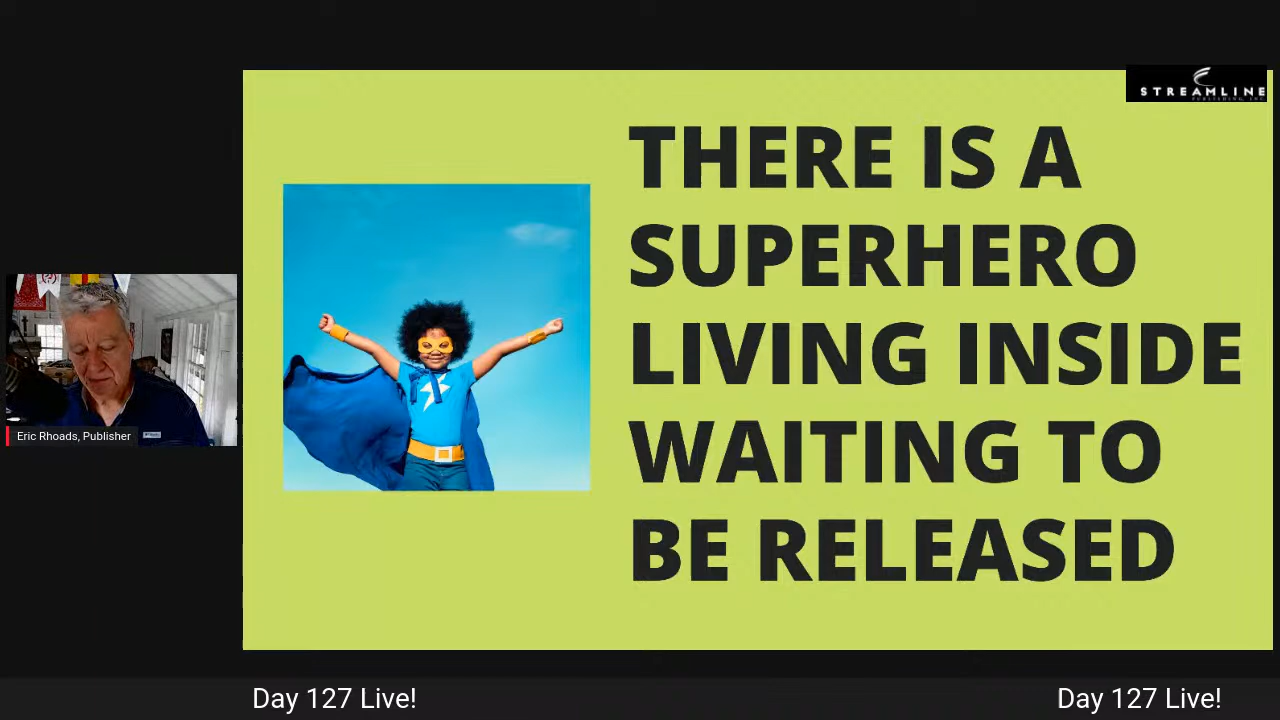 STREAMLINE
THERE IS A
SUPERHERO
LIVING INSIDE
WAITING TO
BE RELEASED
Eric Rhoads, Publisher
Day 127 Live!
Day 127 Live!